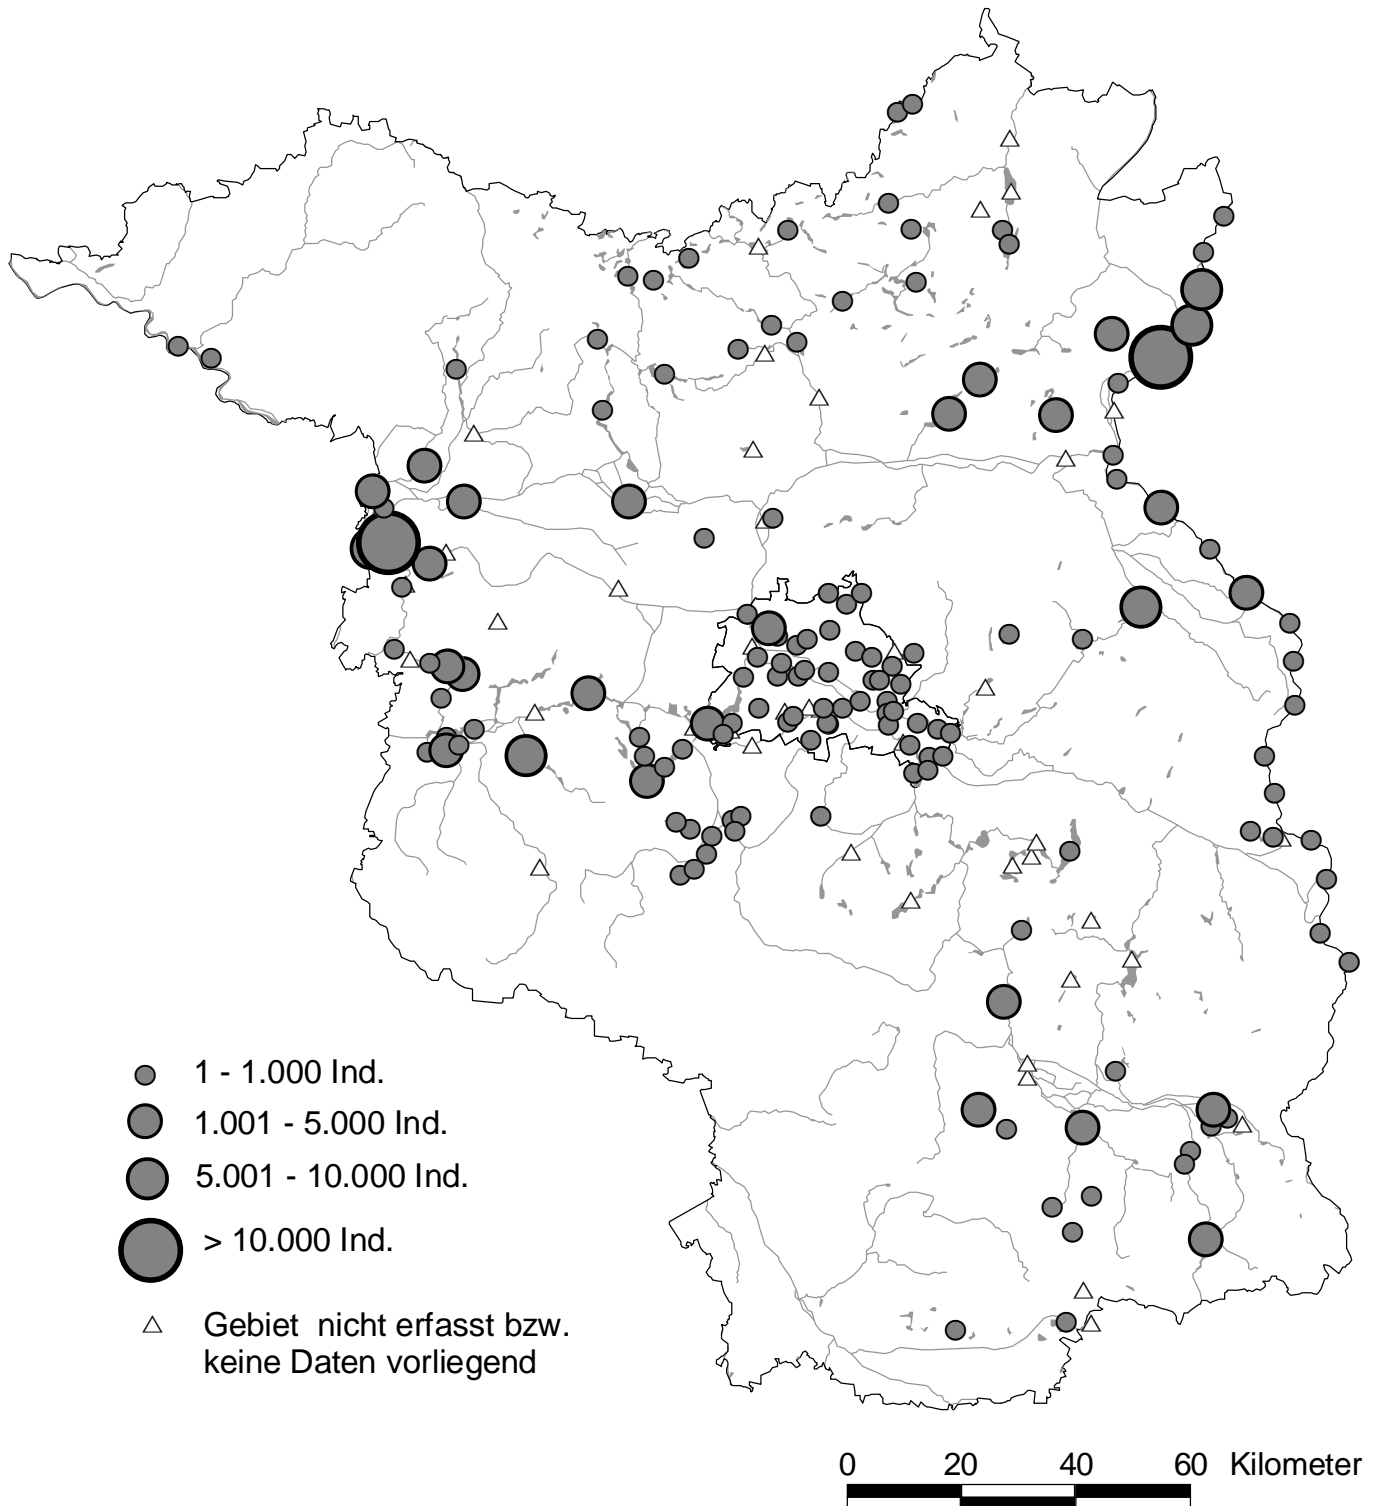 1 - 1.000 Ind.
1.001 - 5.000 Ind.
5.001 - 10.000 Ind.
> 10.000 Ind.
Gebiet nicht erfasst bzw.
keine Daten vorliegend
0 20 40 60 Kilometer